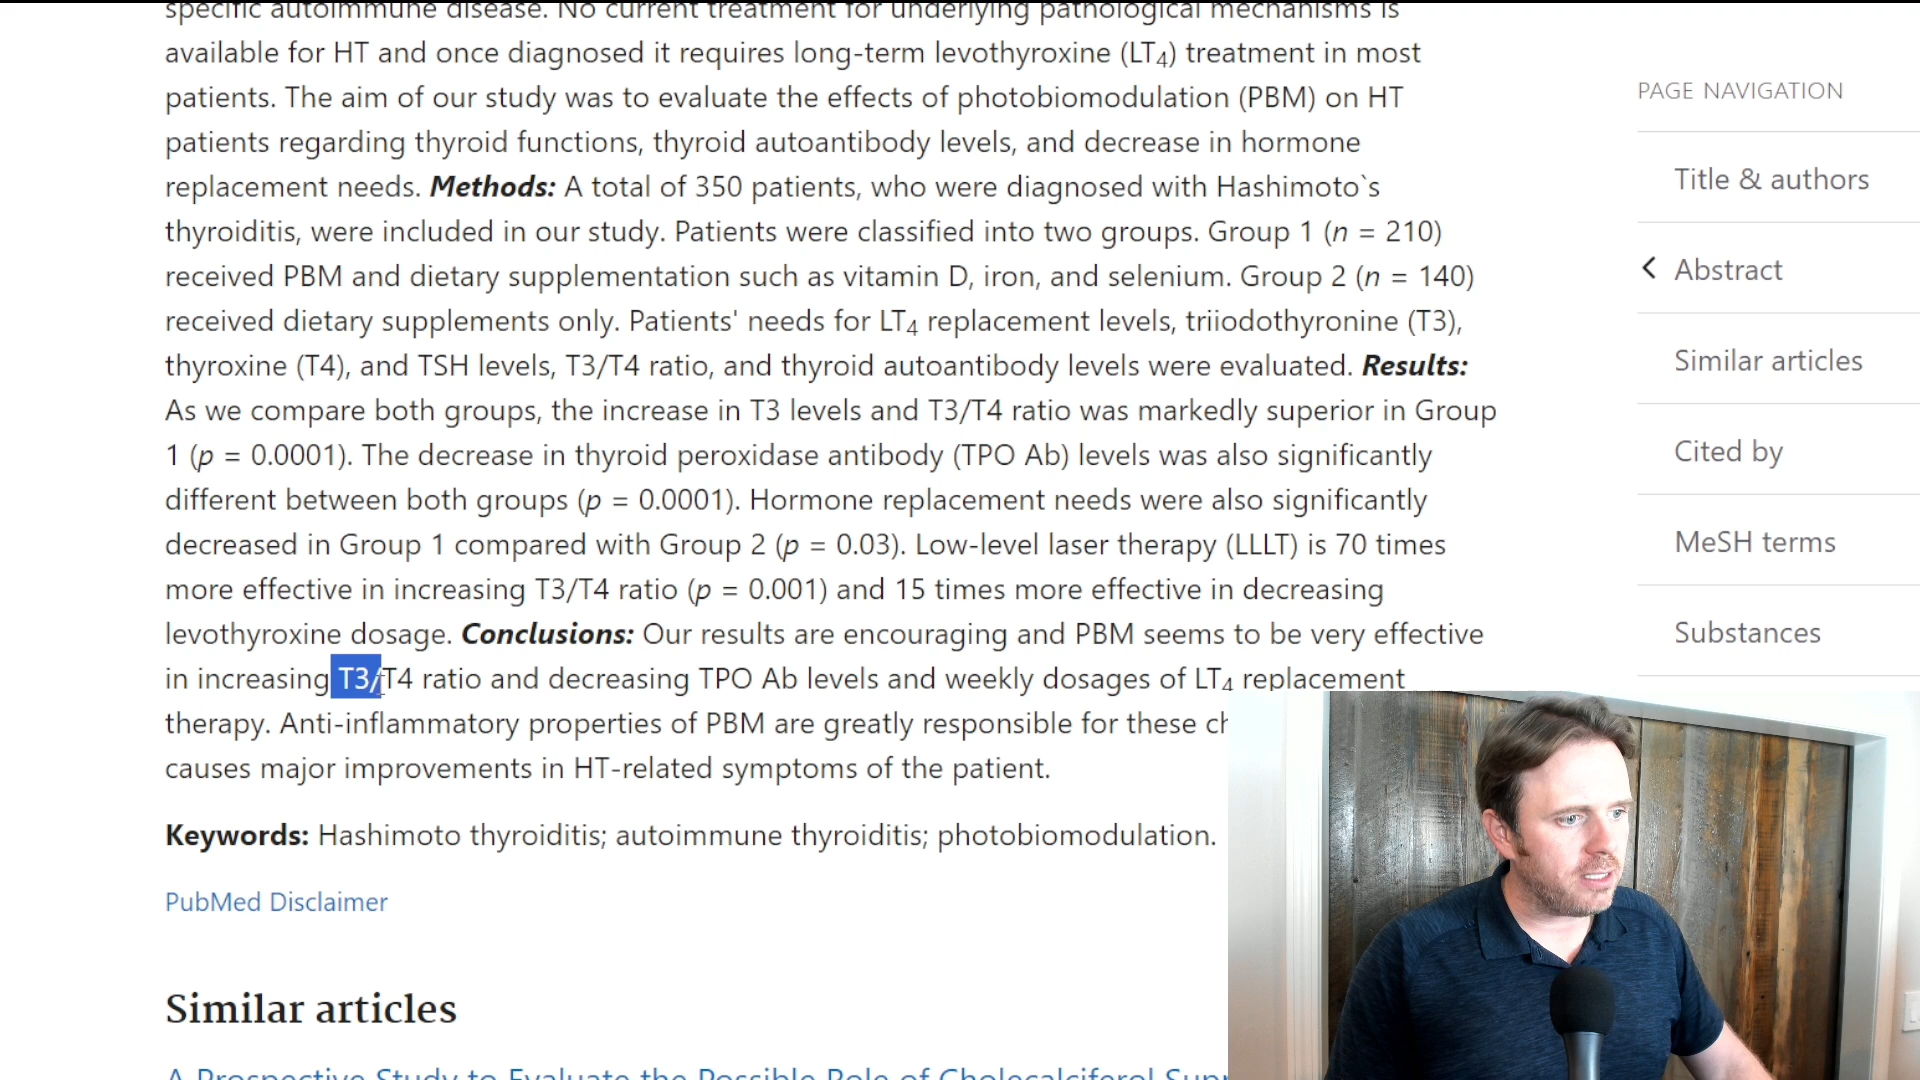 specific autoimmune disease. No current treatment for underlying pathological mechanisms is
available for HT and once diagnosed it requires long-term levothyroxine (LT4) treatment in most
patients. The aim of our study was to evaluate the effects of photobiomodulation (PBM) on HT
patients regarding thyroid functions, thyroid autoantibody levels, and decrease in hormone
replacement needs. Methods: A total of 350 patients, who were diagnosed with Hashimoto`s
thyroiditis, were included in our study. Patients were classified into two groups. Group 1 (n = 210)
received PBM and dietary supplementation such as vitamin D, iron, and selenium. Group 2 (n = 140)
received dietary supplements only. Patients' needs for LT4 replacement levels, triiodothyronine (T3),
thyroxine (T4), and TSH levels, T3/T4 ratio, and thyroid autoantibody levels were evaluated. Results:
As we compare both groups, the increase in T3 levels and T3/T4 ratio was markedly superior in Group
1 (p = 0.0001). The decrease in thyroid peroxidase antibody (TPO Ab) levels was also significantly
different between both groups (p = 0.0001). Hormone replacement needs were also significantly
decreased in Group 1 compared with Group 2 (p = 0.03). Low-level laser therapy (LLLT) is 70 times
more effective in increasing T3/T4 ratio (p = 0.001) and 15 times more effective in decreasing
levothyroxine dosage. Conclusions: Our results are encouraging and PBM seems to be very effective
in increasing T3/T4 ratio and decreasing TPO Ab levels and weekly dosages of LT4 replacement
therapy. Anti-inflammatory properties of PBM are greatly responsible for these
causes major improvements in HT-related symptoms of the patient.
Keywords: Hashimoto thyroiditis; autoimmune thyroiditis; photobiomodulation.
PubMed Disclaimer
Similar articles
A Prospective Study to Evaluate the Possible Role of Cholecalciferol
PAGE NAVIGATION
Title & authors
Abstract
Similar articles
Cited by
MeSH terms
Substances